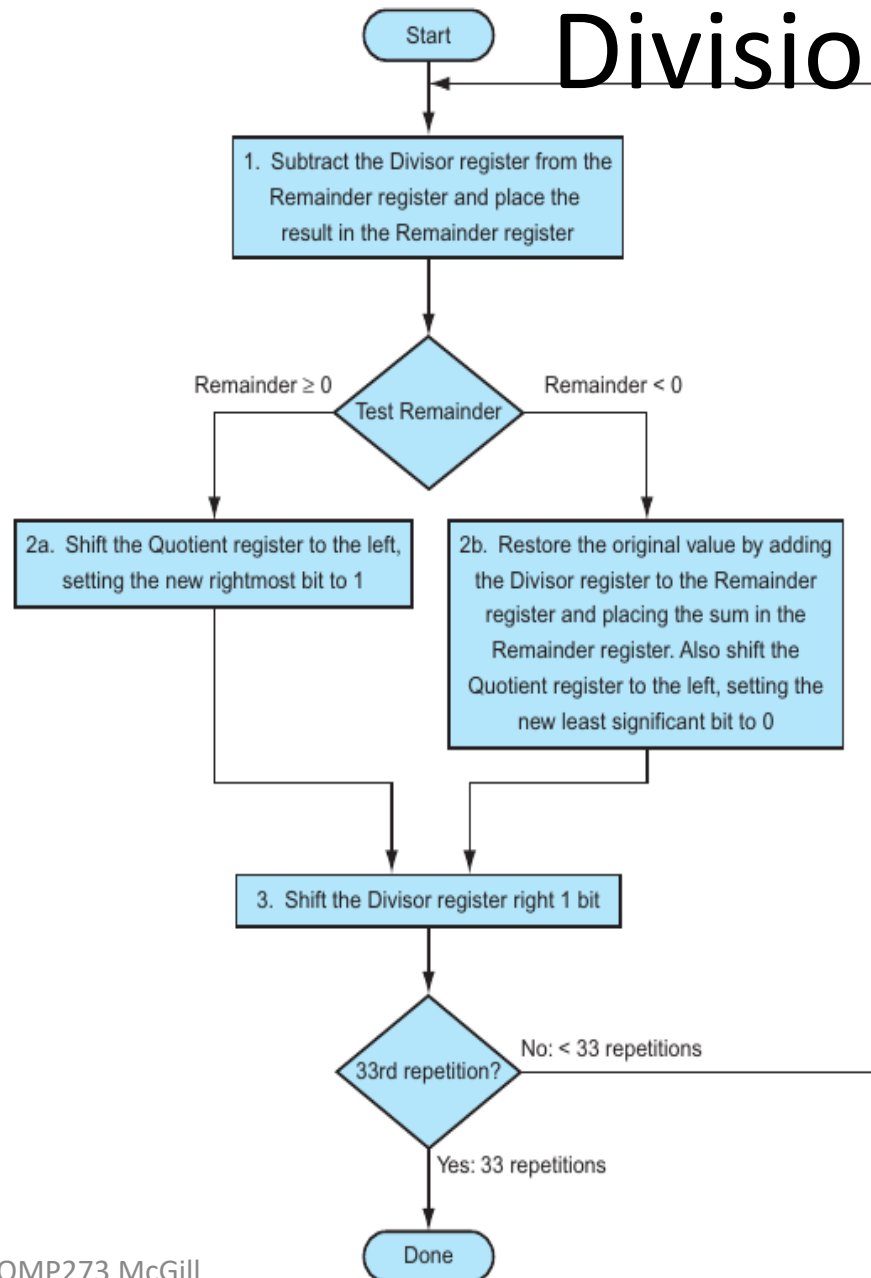 Divisio
Start
1. Subtract the Divisor register from the
Remainder register and place the
result in the Remainder register
Remainder ≥ 0
Remainder < 0
Test Remainder
2a. Shift the Quotient register to the left,
setting the new rightmost bit to 1
2b. Restore the original value by adding
the Divisor register to the Remainder
register and placing the sum in the
Remainder register. Also shift the
Quotient register to the left, setting the
new least significant bit to 0
3. Shift the Divisor register right 1 bit
33rd repetition?
No: < 33 repetitions
Yes: 33 repetitions
Done
OMP273 McGill